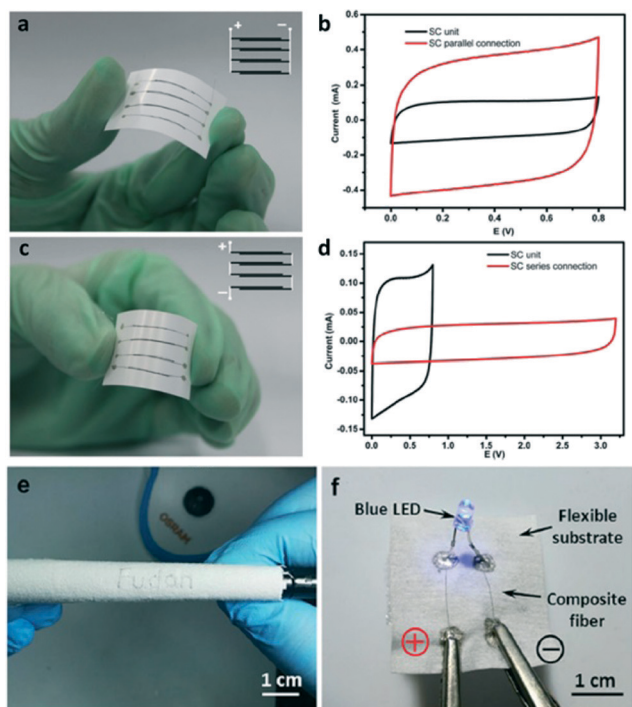 a
+ −
b
SC unit
SC parallel connection
Current (mA)
0.6
0.4
0.2
0.0
-0.2
-0.4
0.0 0.2 0.4 0.6 0.8
E (V)
c
+
−
d
SC unit
SC series connection
Current (mA)
0.15
0.10
0.05
0.00
-0.05
-0.10
-0.15
0.0 0.5 1.0 1.5 2.0 2.5 3.0
E (V)
e
OSRAM
Fudan
1 cm
f
Blue LED
Flexible
substrate
Composite
fiber
+
−
1 cm